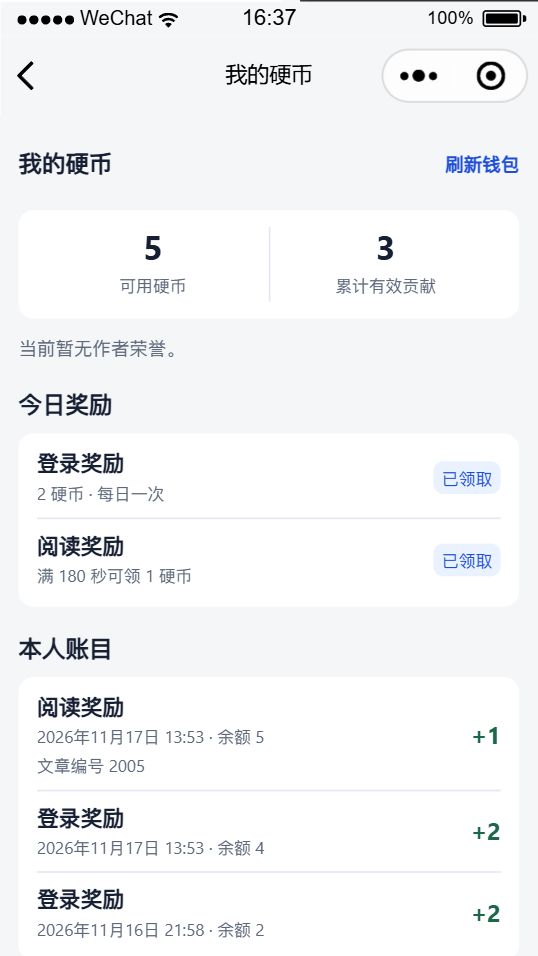 WeChat 16:37 100%
我的硬币
我的硬币 刷新钱包
5 3
可用硬币 累计有效贡献
当前暂无作者荣誉。
今日奖励
登录奖励
2 硬币 · 每日一次 已领取
阅读奖励
满 180 秒可领 1 硬币 已领取
本人账目
阅读奖励
2026年11月17日 13:53 · 余额 5 +1
文章编号 2005
登录奖励
2026年11月17日 13:53 · 余额 4 +2
登录奖励
2026年11月16日 21:58 · 余额 2 +2